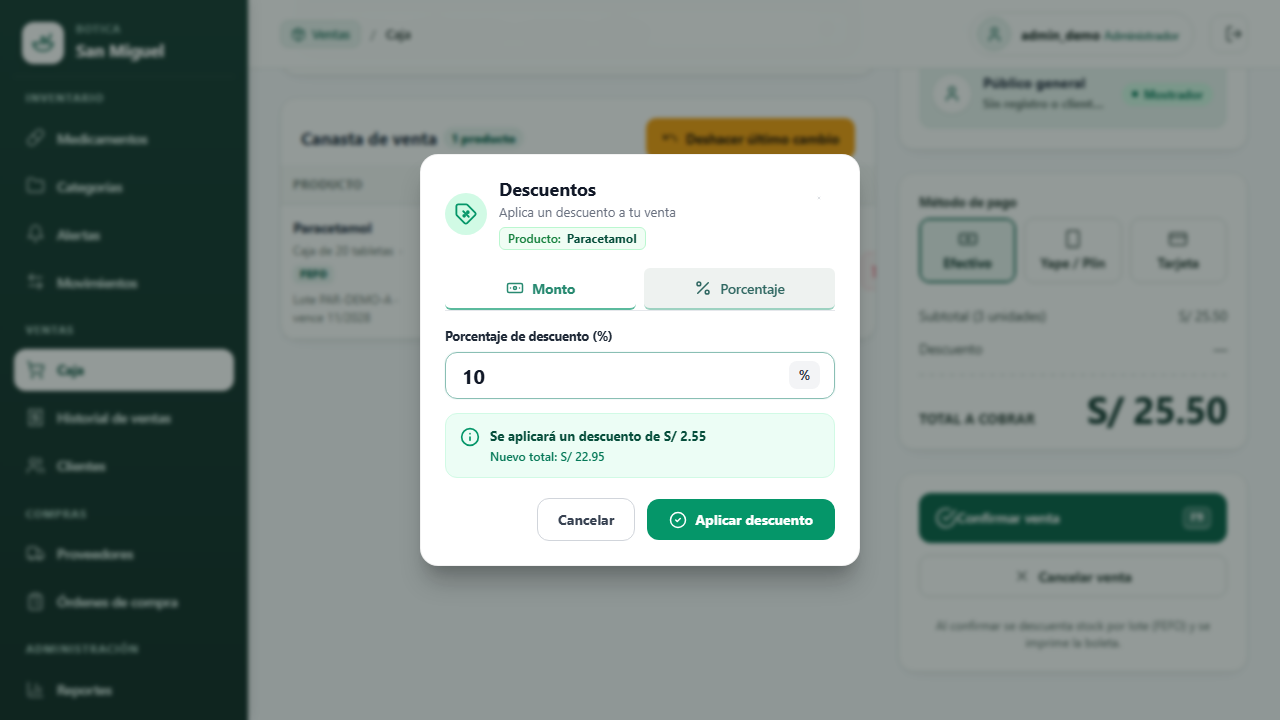 BOTICA
San Miguel
INVENTARIO
Medicamentos
Categorías
Alertas
Movimientos
VENTAS
Caja
Historial de ventas
Clientes
COMPRAS
Proveedores
Órdenes de compra
ADMINISTRACIÓN
Reportes
Ventas / Caja
admin_demo Administrador
Canasta de venta 1 producto
Deshacer último cambio
PRODUCTO
Paracetamol
Caja de 20 tabletas ·
FEFO
Lote PAR-DEMO-A ·
vence 11/2028
Descuentos
Aplica un descuento a tu venta
Producto: Paracetamol
Monto
Porcentaje
Porcentaje de descuento (%)
10
%
Se aplicará un descuento de S/ 2.55
Nuevo total: S/ 22.95
Cancelar
Aplicar descuento
Público general
Sin registro a client...
Mostrador
Método de pago
Efectivo
Yape / Plin
Tarjeta
Subtotal (3 unidades) S/ 25.50
Descuento —
TOTAL A COBRAR S/ 25.50
Confirmar venta F9
Cancelar venta
Al confirmar se descuenta stock por lote (FEFO) y se
imprime la boleta.